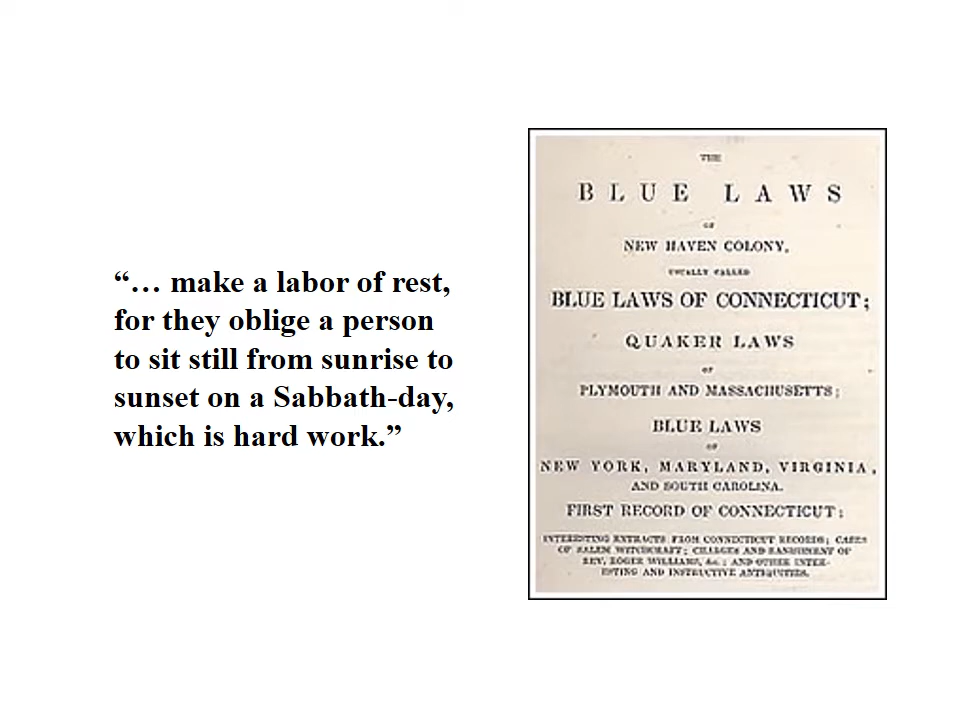 “… make a labor of rest,
for they oblige a person
to sit still from sunrise to
sunset on a Sabbath-day,
which is hard work.”
THE
BLUE LAWS
OF
NEW HAVEN COLONY,
USUALLY CALLED
BLUE LAWS OF CONNECTICUT;
QUAKER LAWS
OF
PLYMOUTH AND MASSACHUSETTS;
BLUE LAWS
OF
NEW YORK, MARYLAND, VIRGINIA,
AND SOUTH CAROLINA.
FIRST RECORD OF CONNECTICUT;
INTERESTING EXTRACTS FROM CONNECTICUT RECORDS; CASES
OF SALEM WITCHCRAFT; CHARGES AND BANISHMENT OF
REV. ROGER WILLIAMS, &c.; AND OTHER INTER-
ESTING AND INSTRUCTIVE ANTIQUITIES.